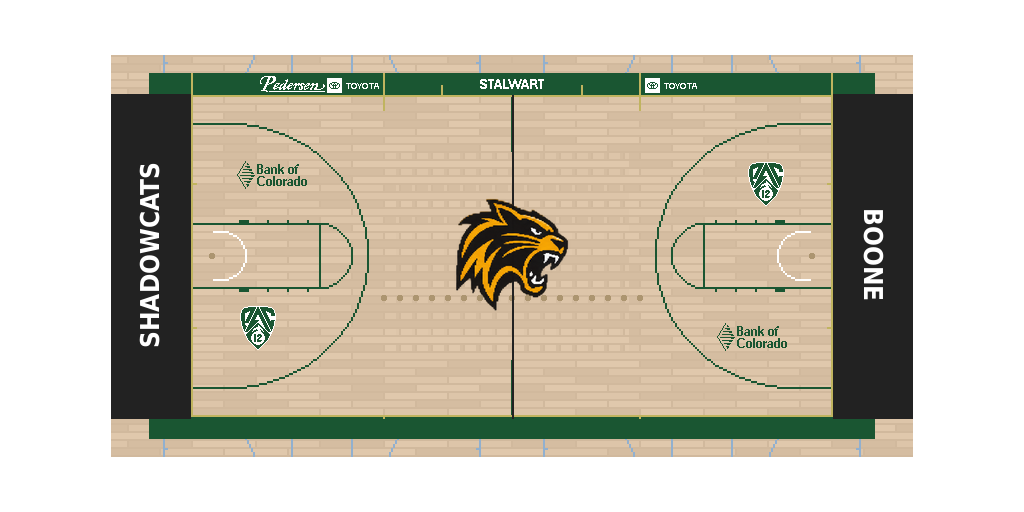 Pedersen TOYOTA
STALWART
TOYOTA
SHADOWCATS
Bank of
Colorado
12
12
Bank of
Colorado
BOONE